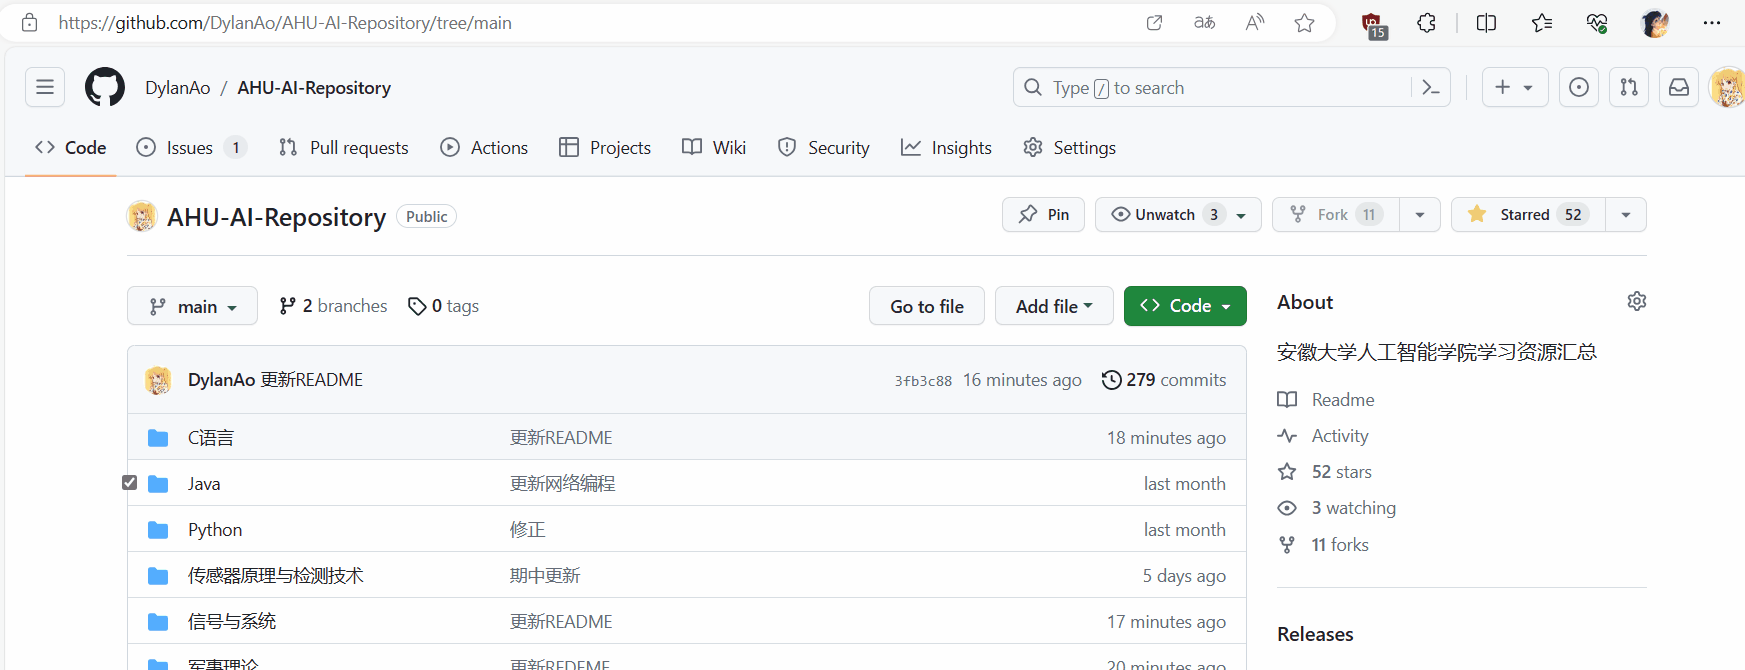 https://github.com/DylanAo/AHU-AI-Repository/tree/main
15
DylanAo / AHU-AI-Repository
Type / to search
Code Issues 1 Pull requests Actions Projects Wiki Security Insights Settings
AHU-AI-Repository Public
Pin Unwatch 3 Fork 11 Starred 52
main 2 branches 0 tags Go to file Add file Code
About
安徽大学人工智能学院学习资源汇总
DylanAo 更新README 3fb3c88 16 minutes ago 279 commits
Readme
C语言 更新README 18 minutes ago
Activity
Java 更新网络编程 last month
52 stars
3 watching
Python 修正 last month
11 forks
传感器原理与检测技术 期中更新 5 days ago
信号与系统 更新README 17 minutes ago
Releases
军事理论 更新REDEME 20 minutes ago